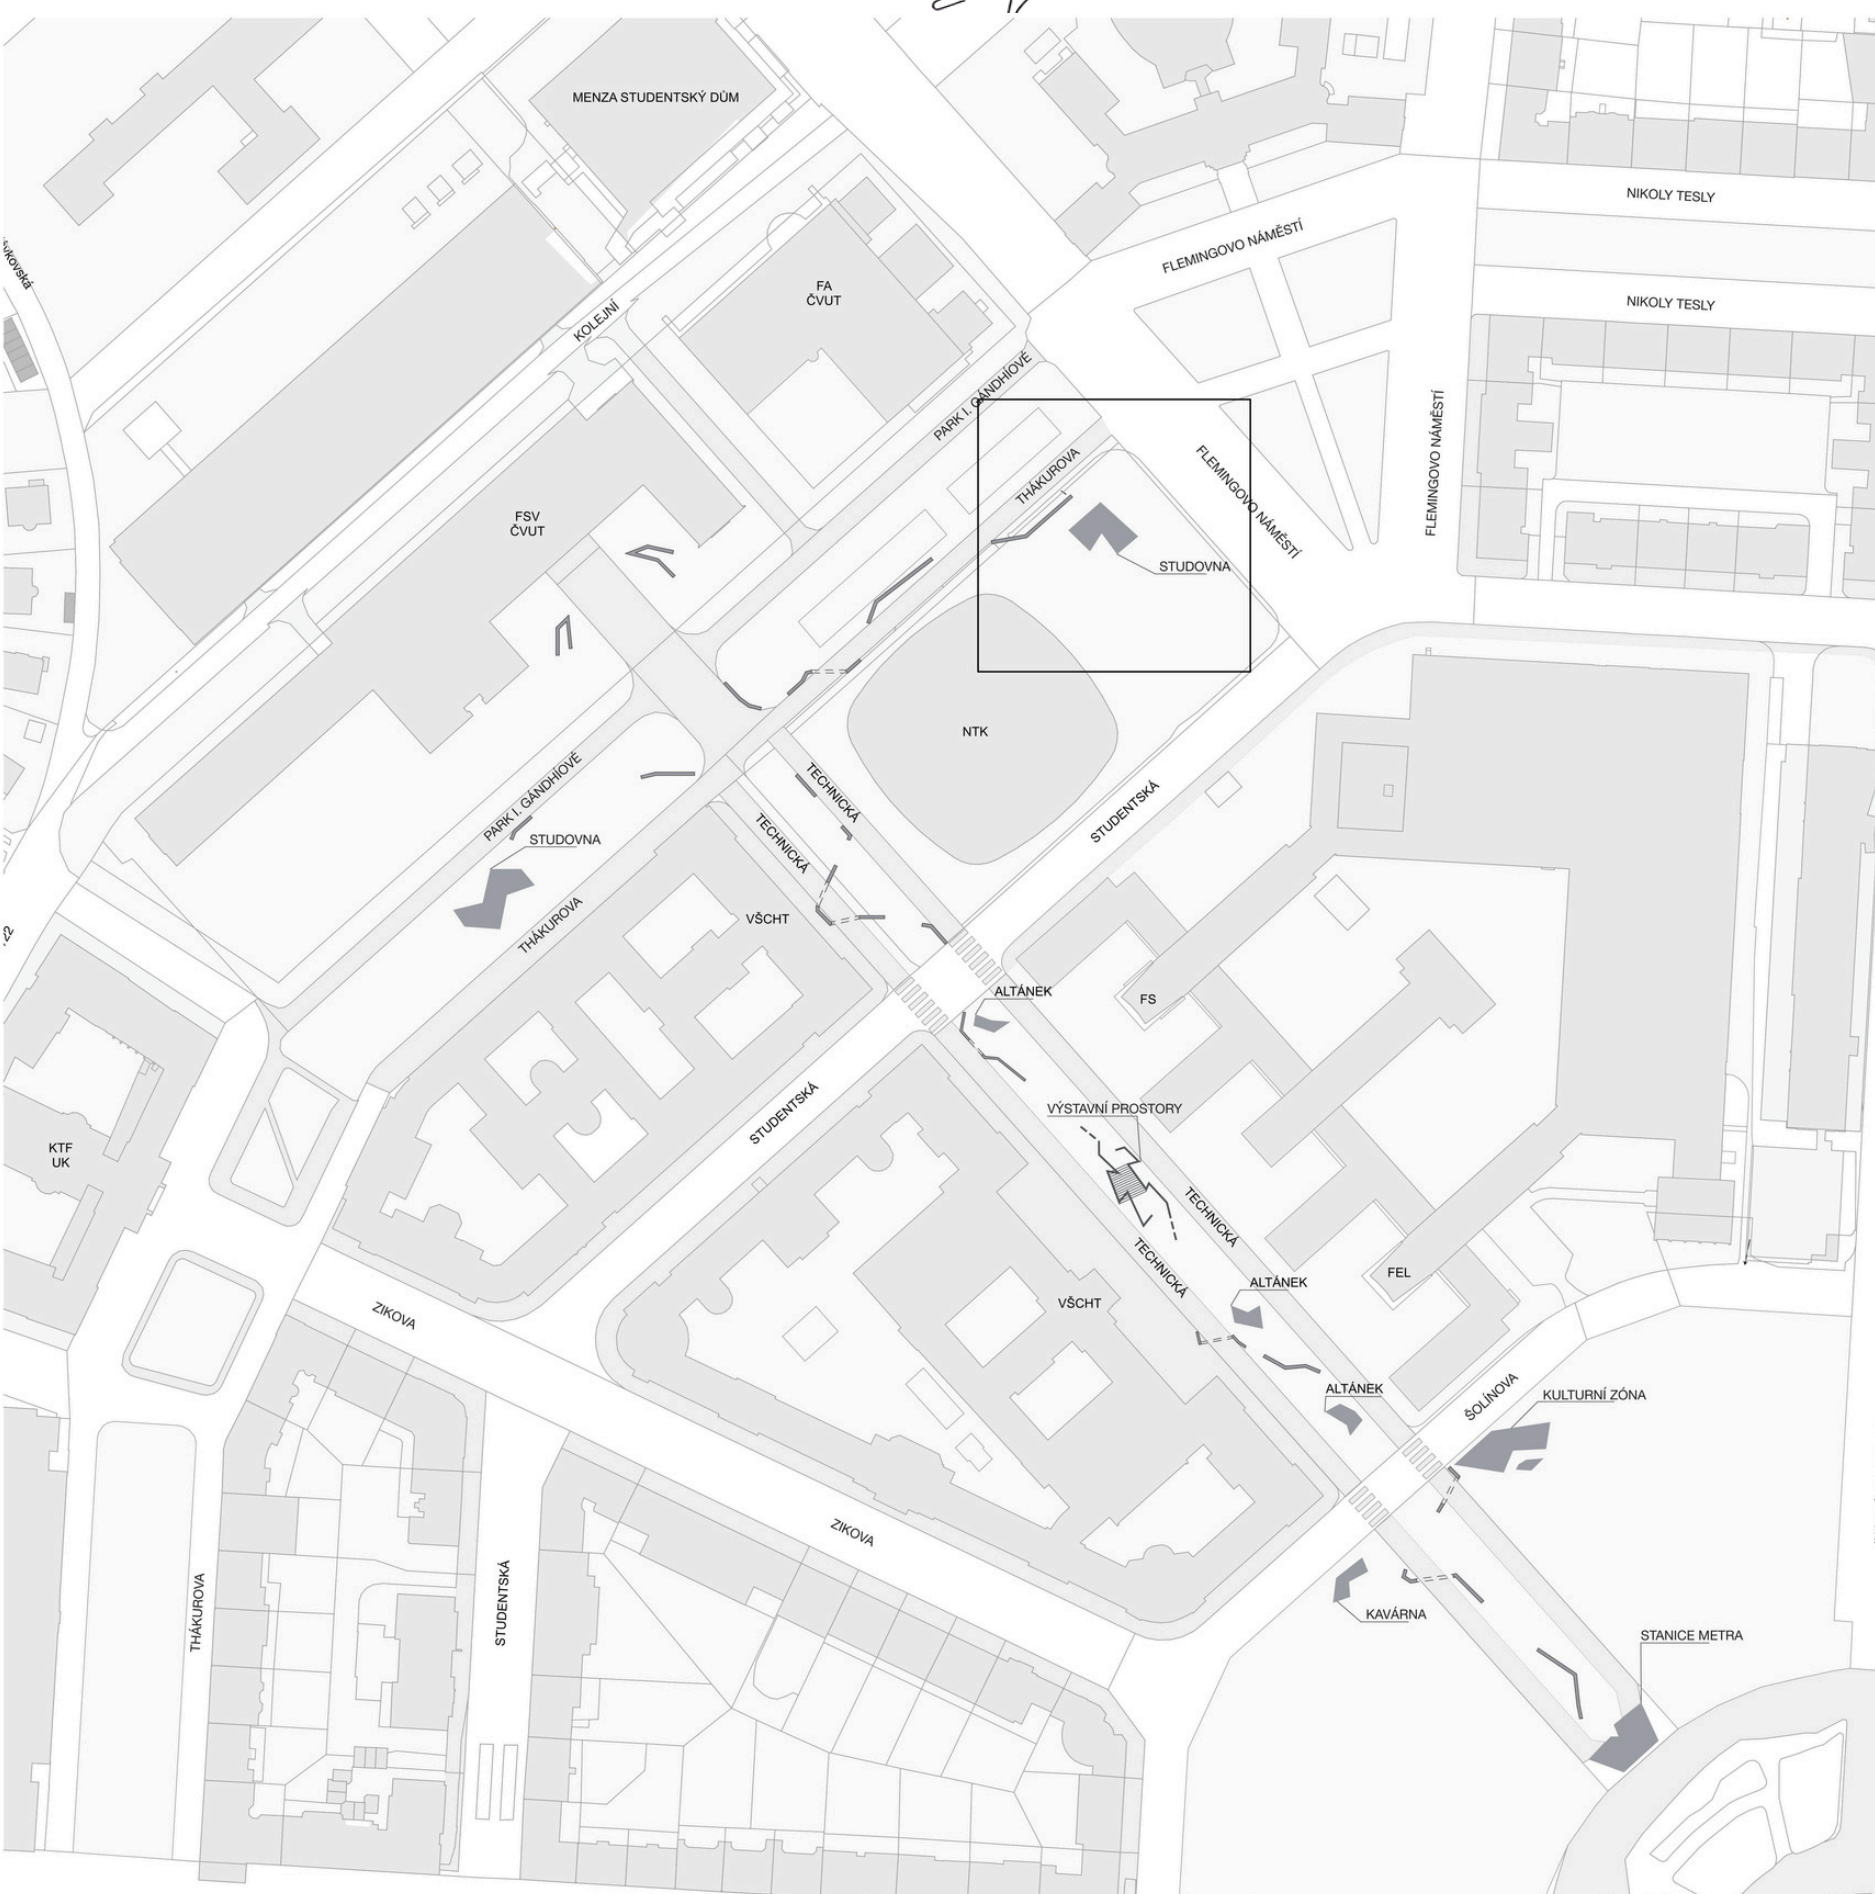 MENZA STUDENTSKÝ DŮM
NIKOLY TESLY
FLEMINGOVO NÁMĚSTÍ
FA
ČVUT
NIKOLY TESLY
KOLEJNÍ
PARK I. GÁNDHÍOVÉ
FLEMINGOVO NÁMĚSTÍ
THÁKUROVA
FLEMINGOVO NÁMĚSTÍ
FSV
ČVUT
STUDOVNA
NTK
PARK I. GÁNDHÍOVÉ
TECHNICKÁ
STUDENTSKÁ
STUDOVNA
TECHNICKÁ
THÁKUROVA
VŠCHT
ALTÁNEK
FS
STUDENTSKÁ
VÝSTAVNÍ PROSTORY
KTF
UK
TECHNICKÁ
TECHNICKÁ
FEL
ALTÁNEK
VŠCHT
ZIKOVA
ALTÁNEK
ŠOLÍNOVA
KULTURNÍ ZÓNA
ZIKOVA
THÁKUROVA
STUDENTSKÁ
KAVÁRNA
STANICE METRA